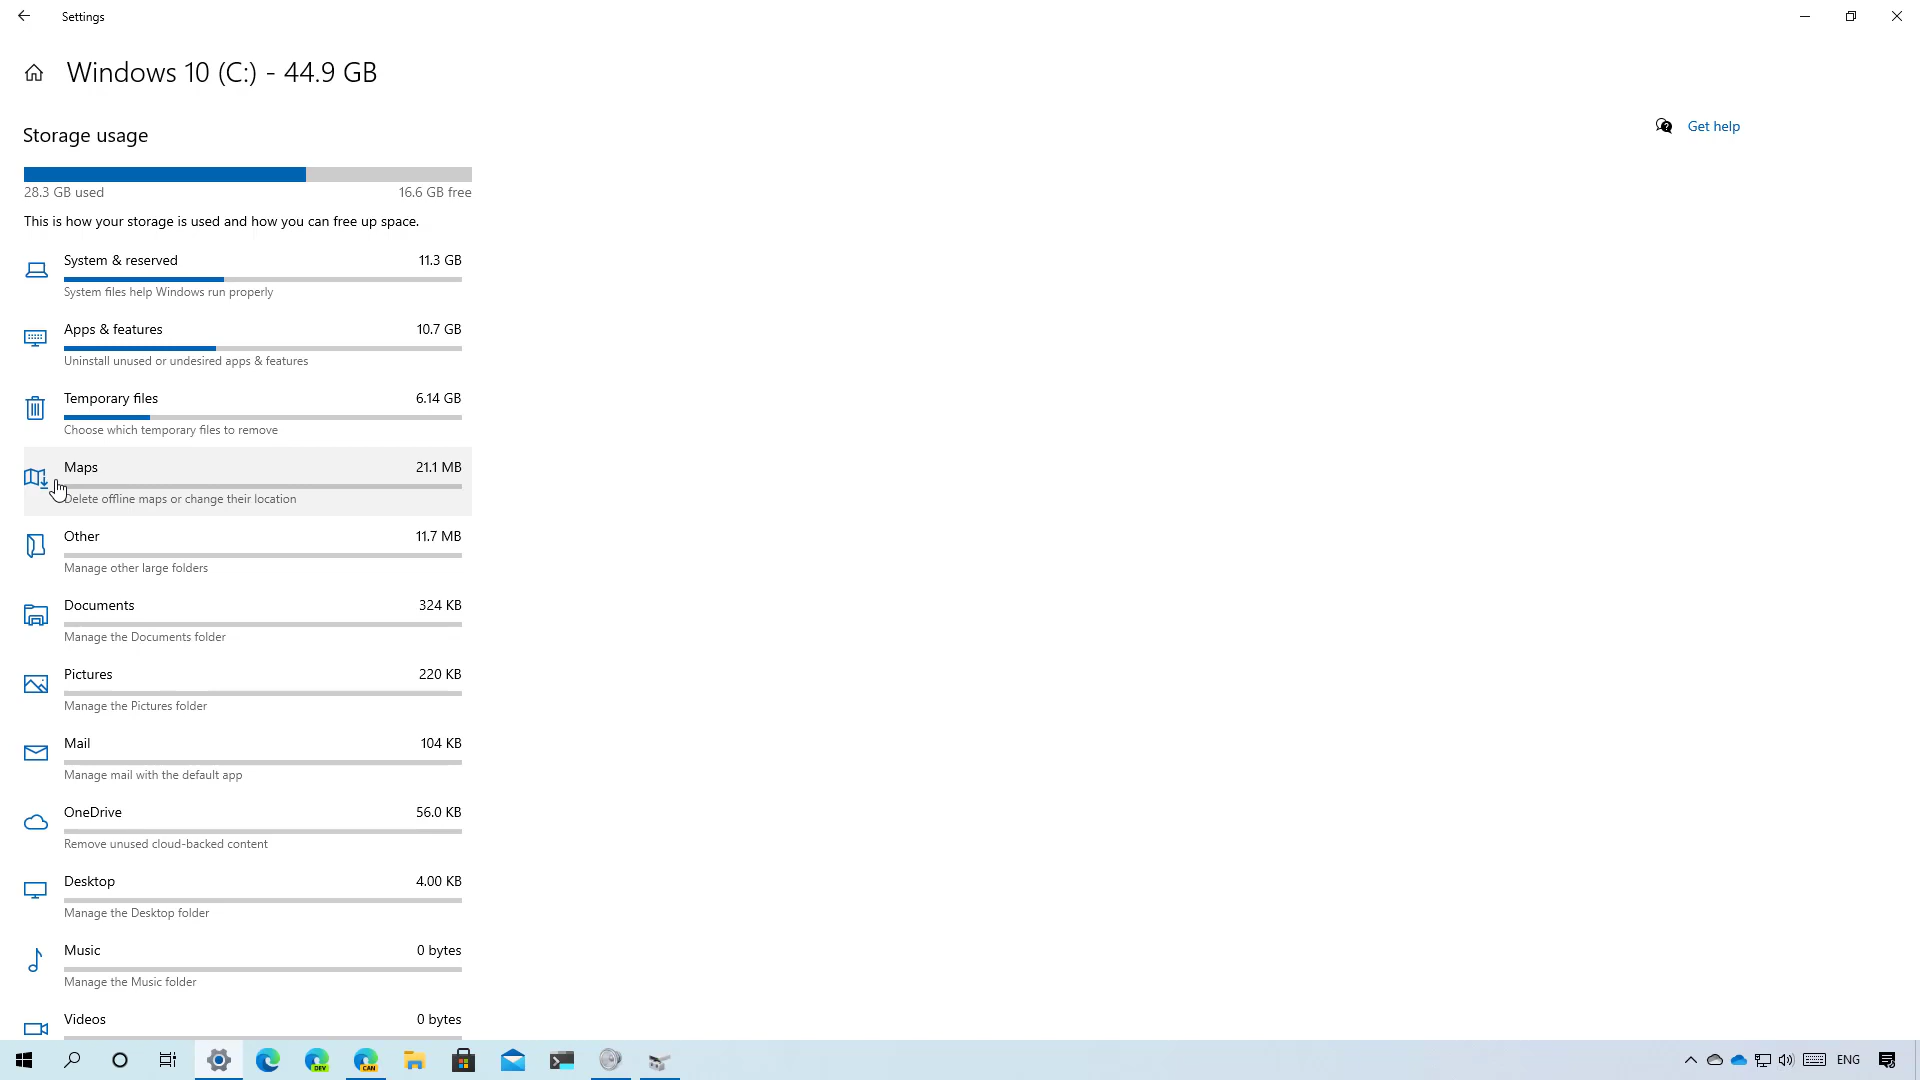 Settings
Windows 10 (C:) - 44.9 GB
Storage usage
Get help
28.3 GB used 16.6 GB free
This is how your storage is used and how you can free up space.
System & reserved 11.3 GB
System files help Windows run properly
Apps & features 10.7 GB
Uninstall unused or undesired apps & features
Temporary files 6.14 GB
Choose which temporary files to remove
Maps 21.1 MB
Delete offline maps or change their location
Other 11.7 MB
Manage other large folders
Documents 324 KB
Manage the Documents folder
Pictures 220 KB
Manage the Pictures folder
Mail 104 KB
Manage mail with the default app
OneDrive 56.0 KB
Remove unused cloud-backed content
Desktop 4.00 KB
Manage the Desktop folder
Music 0 bytes
Manage the Music folder
Videos 0 bytes
DEV CAN ENG